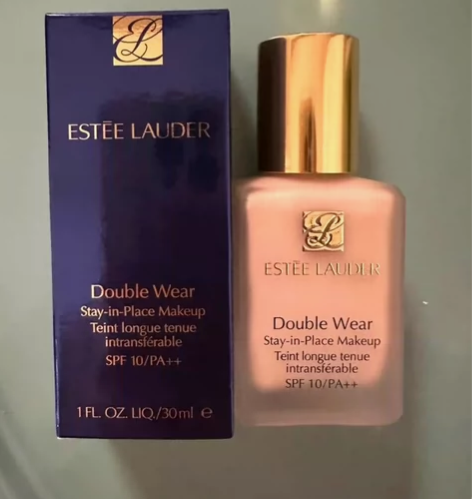 ESTĒE LAUDER
Double Wear
Stay-in-Place Makeup
Teint longue tenue
intransférable
SPF 10/PA++
1 FL. OZ. LIQ./30ml e
ESTĒE LAUDER
Double Wear
Stay-in-Place Makeup
Teint longue tenue
intransférable
SPF 10/PA++